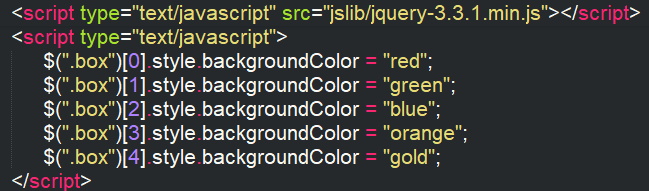 <script type="text/javascript" src="jslib/jquery-3.3.1.min.js"></script>
<script type="text/javascript">
$(".box")[0].style.backgroundColor = "red";
$(".box")[1].style.backgroundColor = "green";
$(".box")[2].style.backgroundColor = "blue";
$(".box")[3].style.backgroundColor = "orange";
$(".box")[4].style.backgroundColor = "gold";
</script>